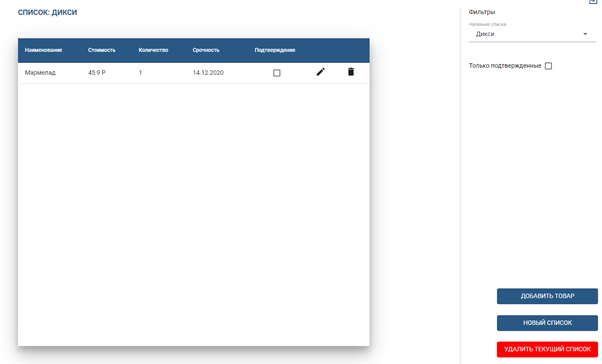 СПИСОК: ДИКСИ
Наименование Стоимость Количество Срочность Подтверждение
Мармелад 45.9 Р 1 14.12.2020
Фильтры
Название списка
Дикси
Только подтвержденные
ДОБАВИТЬ ТОВАР
НОВЫЙ СПИСОК
УДАЛИТЬ ТЕКУЩИЙ СПИСОК